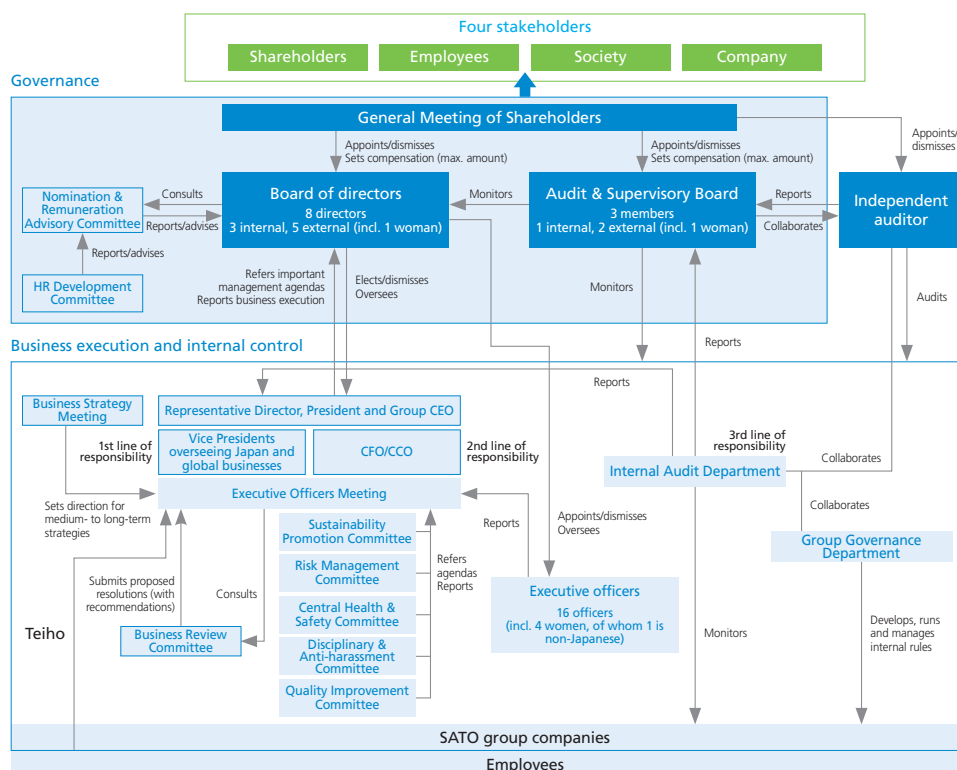 Four stakeholders
Shareholders
Employees
Society
Company
Governance
General Meeting of Shareholders
Appoints/dismisses
Sets compensation (max. amount)
Appoints/dismisses
Sets compensation (max. amount)
Appoints/
dismisses
Nomination &
Remuneration
Advisory Committee
Consults
Reports/advises
Board of directors
8 directors
3 internal, 5 external (incl. 1 woman)
Monitors
Audit & Supervisory Board
3 members
1 internal, 2 external (incl. 1 woman)
Reports
Collaborates
Independent
auditor
Reports/advises
HR Development
Committee
Refers important
management agendas
Reports business execution
Elects/dismisses
Oversees
Monitors
Audits
Reports
Business execution and internal control
Reports
Business Strategy
Meeting
Representative Director, President and Group CEO
1st line of
responsibility
Vice Presidents
overseeing Japan and
global businesses
CFO/CCO
2nd line of
responsibility
3rd line of
responsibility
Internal Audit Department
Collaborates
Executive Officers Meeting
Sets direction for
medium- to long-term
strategies
Sustainability
Promotion Committee
Reports
Appoints/dismisses
Oversees
Collaborates
Group Governance
Department
Risk Management
Committee
Refers
agendas
Reports
Submits proposed
resolutions (with
recommendations)
Consults
Executive officers
16 officers
(incl. 4 women, of whom 1 is
non-Japanese)
Central Health &
Safety Committee
Teiho
Business Review
Committee
Disciplinary &
Anti-harassment
Committee
Monitors
Develops, runs
and manages
internal rules
Quality Improvement
Committee
SATO group companies
Employees